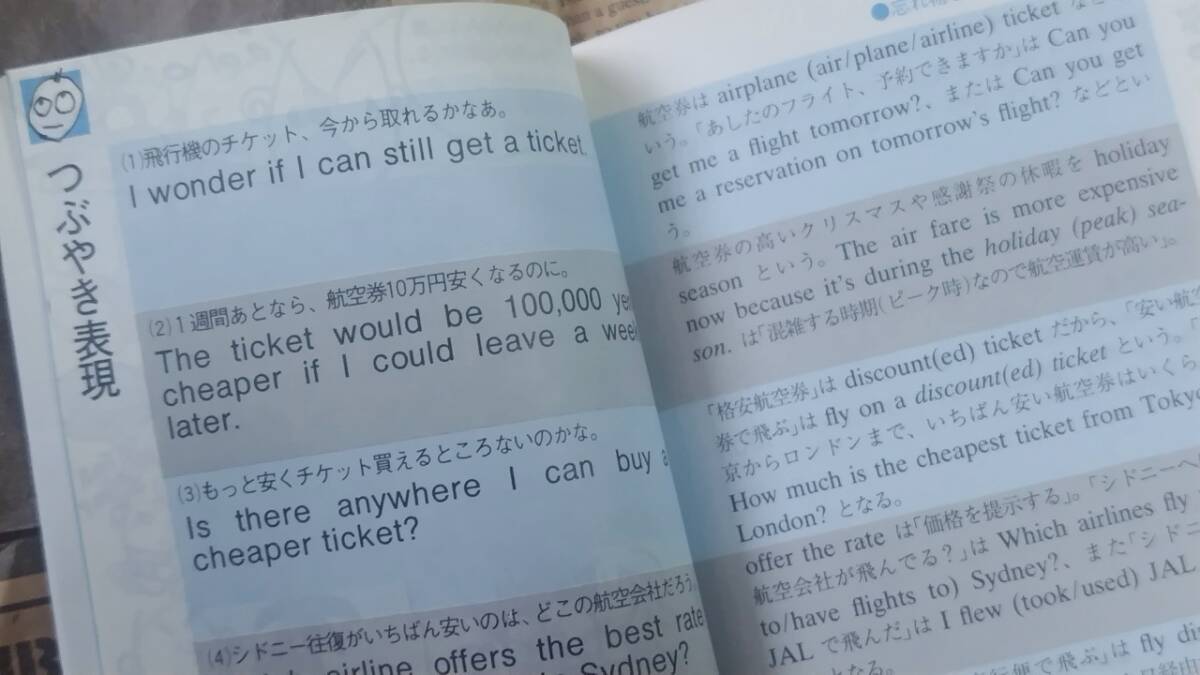 つぶやき表現
(1)飛行機のチケット、今から取れるかなあ。
I wonder if I can still get a ticket.
(2)1週間あとなら、航空券10万円安くなるのに。
The ticket would be 100,000 
cheaper if I could leave a
later.
(3)もっと安くチケット買えるところないのかな。
Is there anywhere I can buy a
cheaper ticket?
(4)シドニー往復がいちばん安いのは、どこの航空会社だろう
airline offers the best rate
Sydney?
航空券は airplane (air/plane/airline) ticket
いう。「あしたのフライト、予約できますか」は Can you
get me a flight tomorrow?、または Can you get
me a reservation on tomorrow's flight? などとい
う。
航空券の高いクリスマスや感謝祭の休暇を holiday
season という。The air fare is more expensive
now because it's during the holiday (peak) sea-
son. は「混雑する時期(ピーク時)なので航空運賃が高い」。
「格安航空券」は discount(ed) ticket だから、「安い航空
券で飛ぶ」は fly on a discount(ed) ticket という。
京からロンドンまで、いちばん安い航空券はいくら
How much is the cheapest ticket from Tokyo
London? となる。
offer the rate は「価格を提示する」。「シドニーへ
航空会社が飛んでる?」は Which airlines fly
to/have flights to) Sydney?、また「シドニ
JAL で飛んだ」は I flew (took/used) JAL
となる。
行便で飛ぶ」は fly